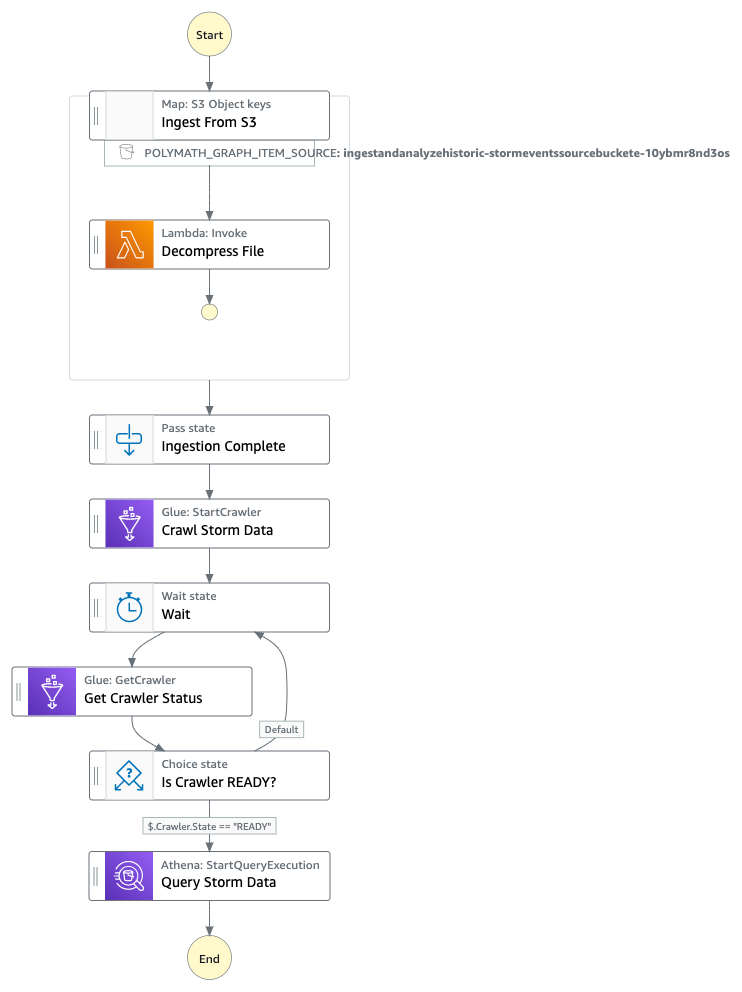 Start
Map: S3 Object keys
Ingest From S3
POLYMATH_GRAPH_ITEM_SOURCE: ingestandanalyzehistoric-stormeventssourcebuckete-10ybmr8nd3os
Lambda: Invoke
Decompress File
Pass state
Ingestion Complete
Glue: StartCrawler
Crawl Storm Data
Wait state
Wait
Glue: GetCrawler
Get Crawler Status
Default
Choice state
Is Crawler READY?
$.Crawler.State == "READY"
Athena: StartQueryExecution
Query Storm Data
End